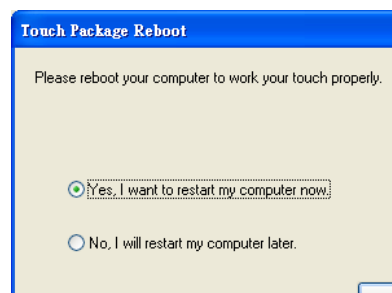 Touch Package Reboot
Please reboot your computer to work your touch properly.
Yes, I want to restart my computer now.
No, I will restart my computer later.